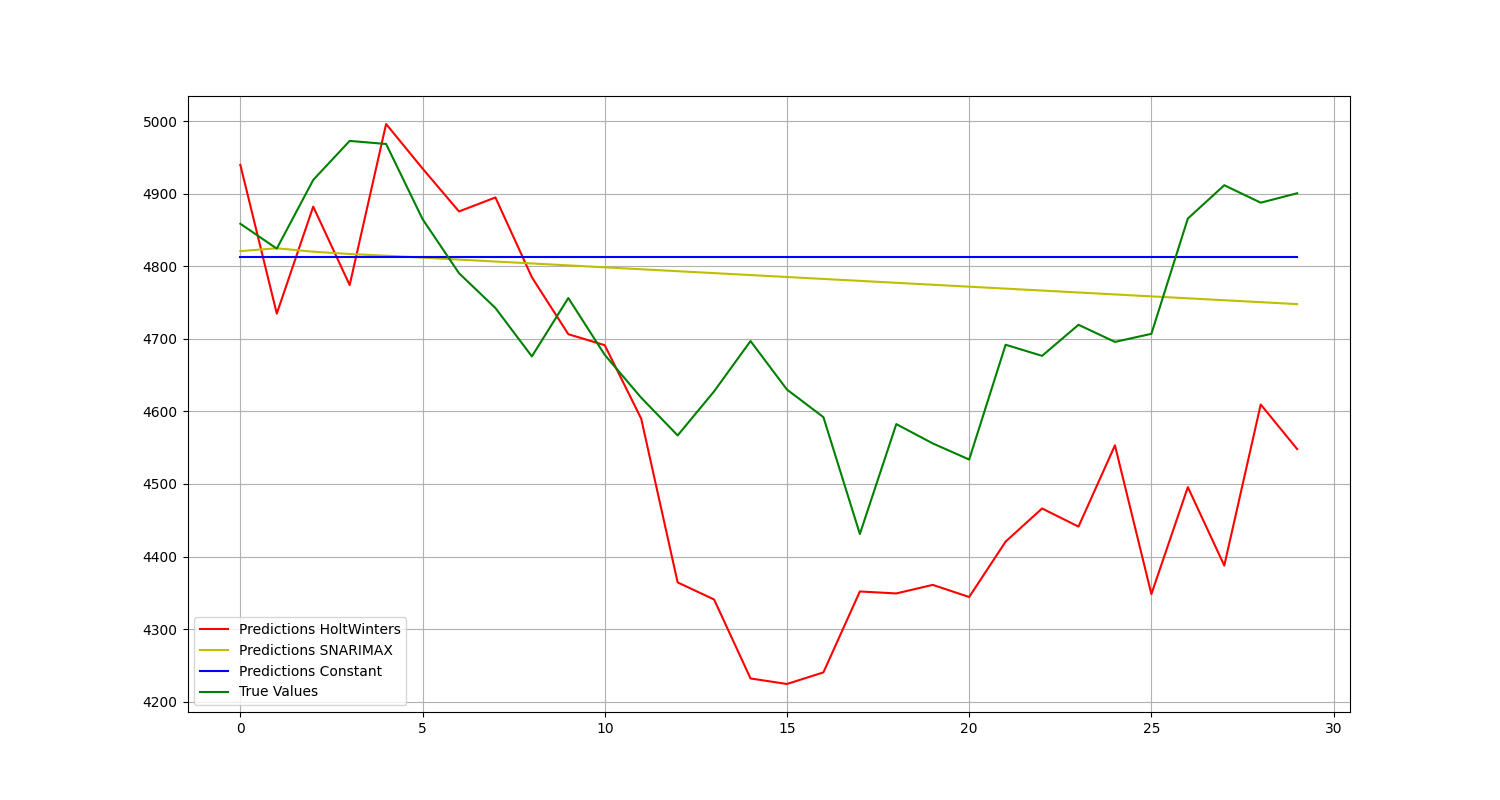 5000
4900
4800
4700
4600
4500
4400
4300
4200
Predictions HoltWinters
Predictions SNARIMAX
Predictions Constant
True Values
0 5 10 15 20 25 30